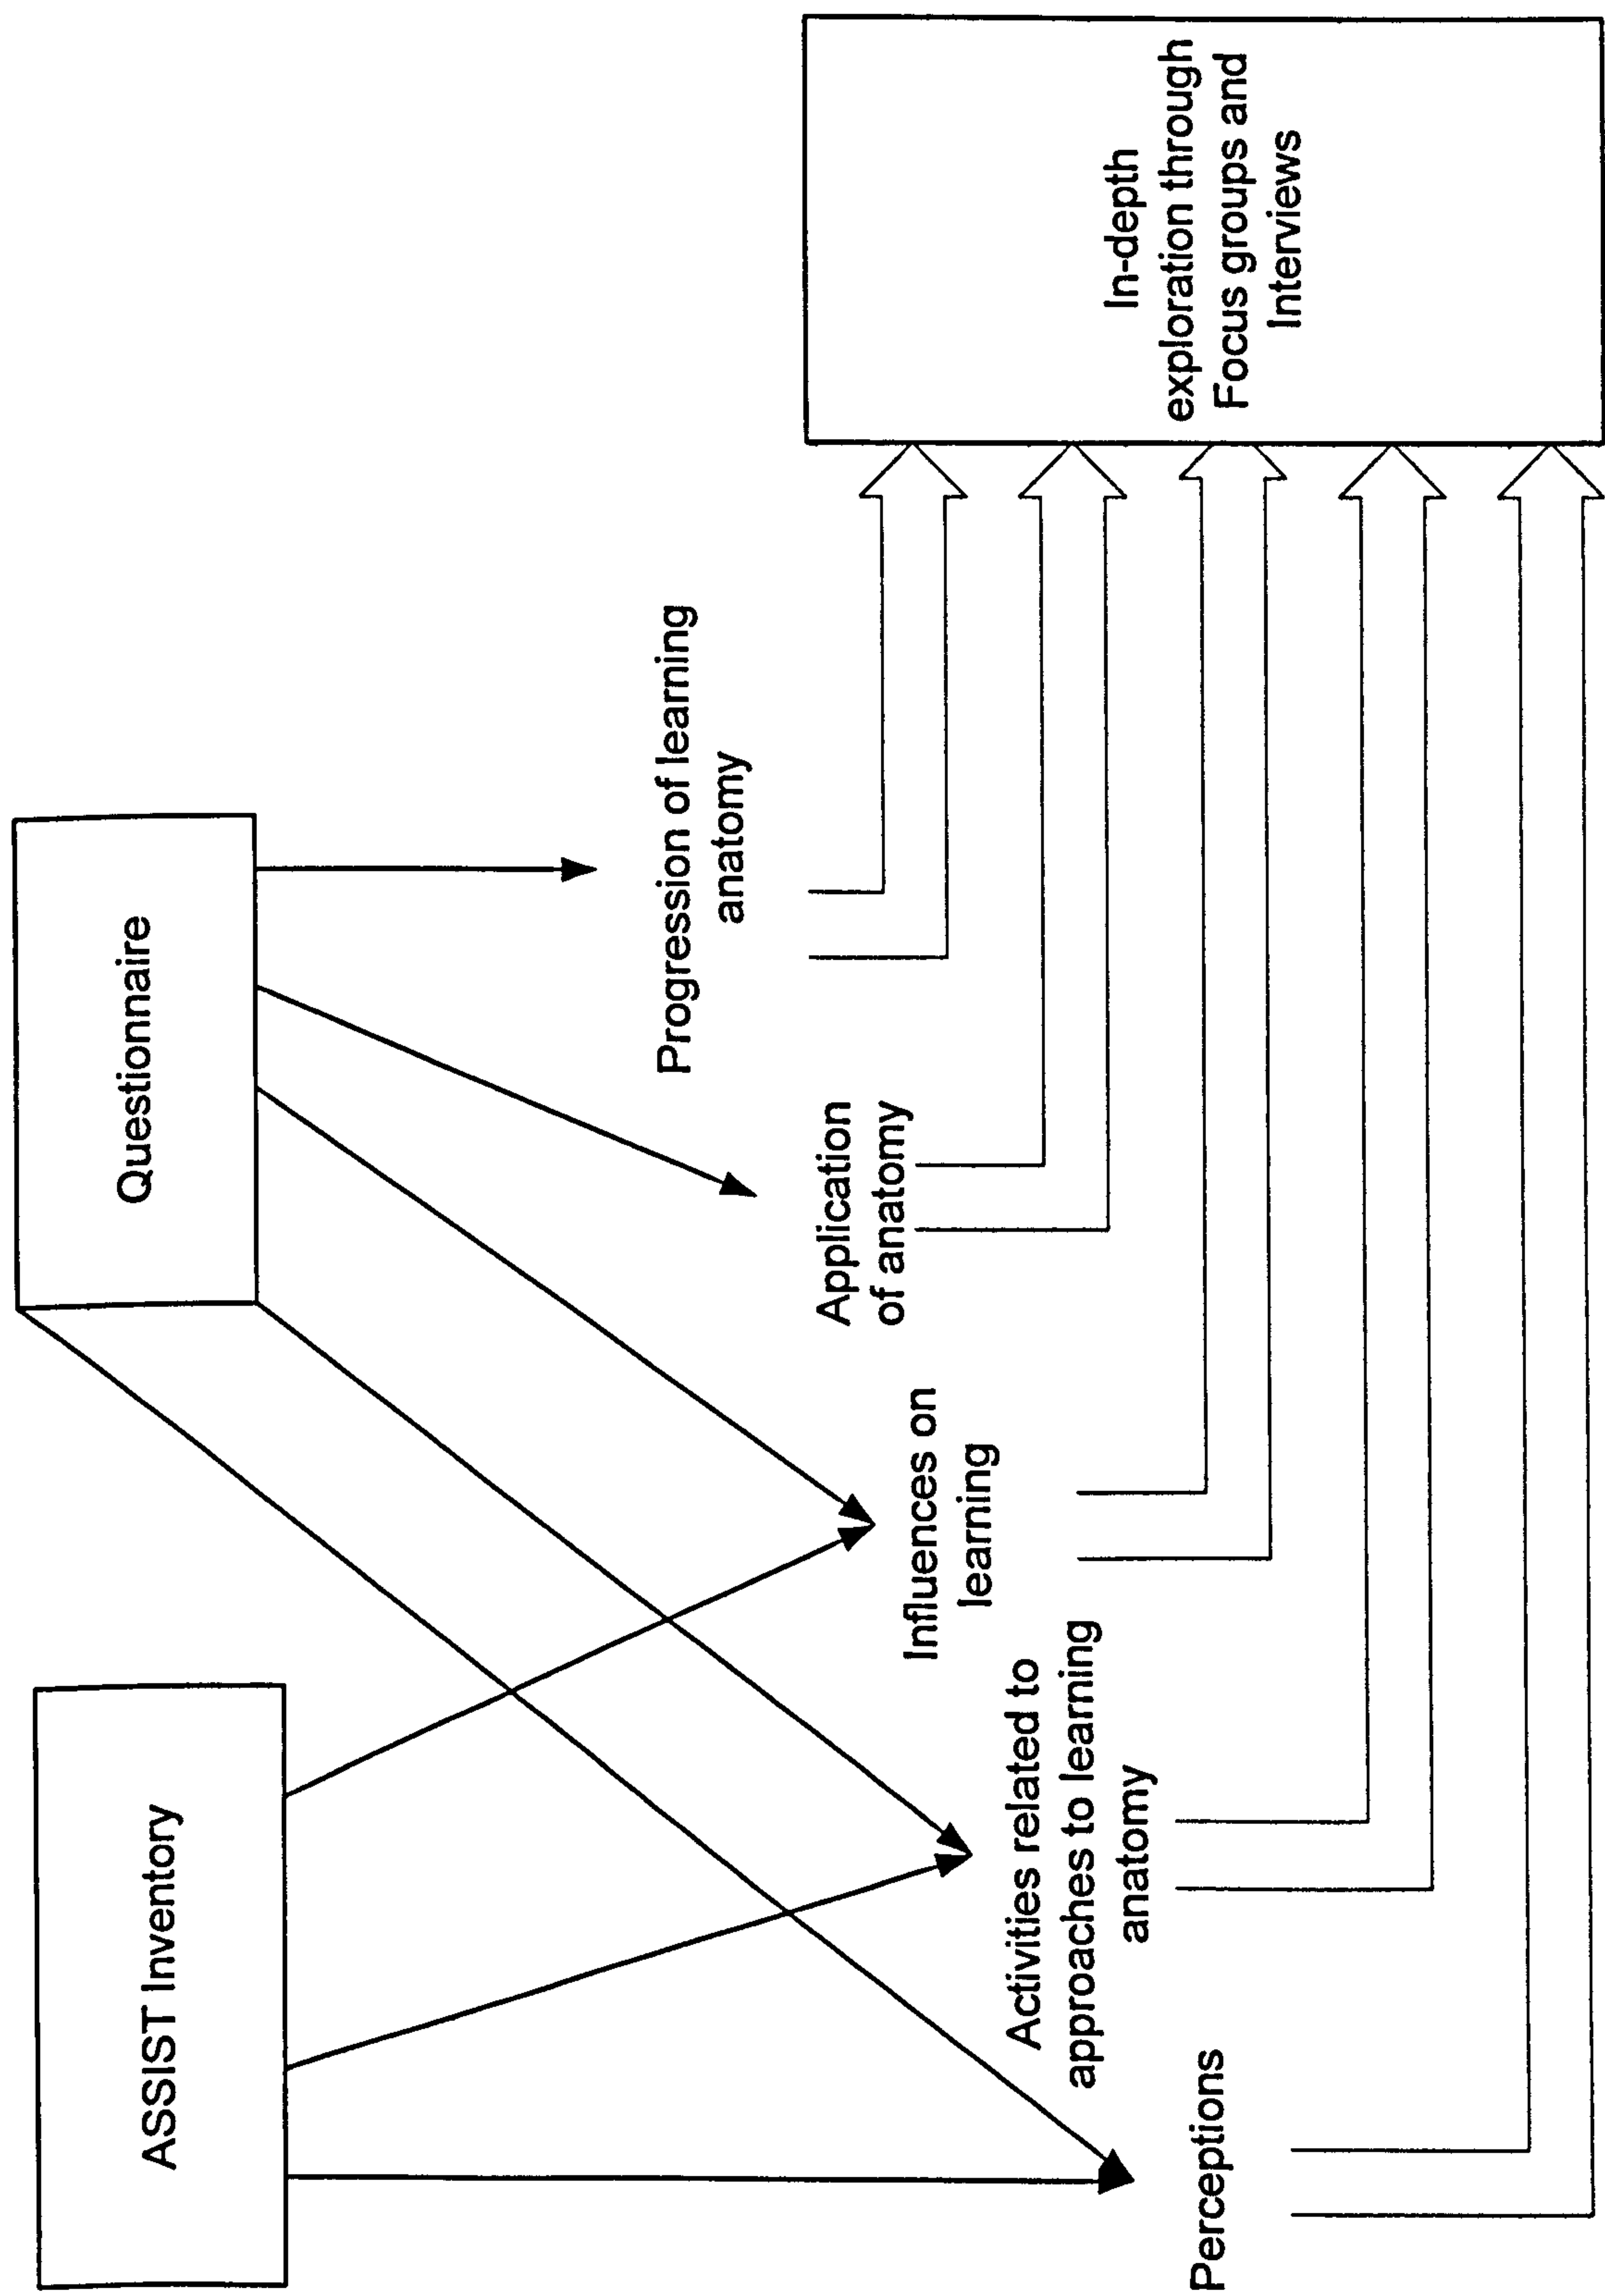 ASSIST Inventory
Questionnaire
Perceptions
Activities related to
approaches to learning
anatomy
Influences on
learning
Application
of anatomy
Progression of learning
anatomy
In-depth
exploration through
Focus groups and
Interviews